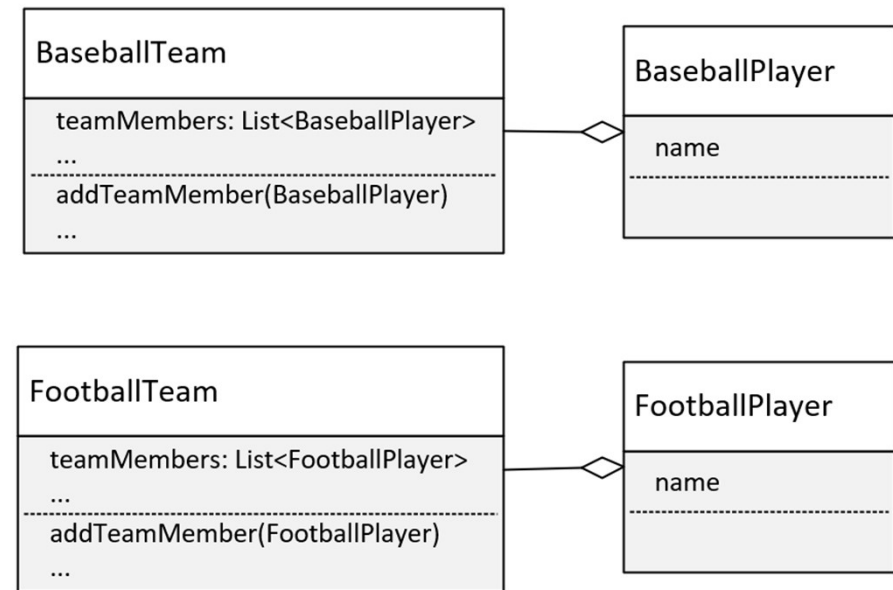 BaseballTeam
teamMembers: List<BaseballPlayer>
...
addTeamMember(BaseballPlayer)
...
BaseballPlayer
name
FootballTeam
teamMembers: List<FootballPlayer>
...
addTeamMember(FootballPlayer)
...
FootballPlayer
name